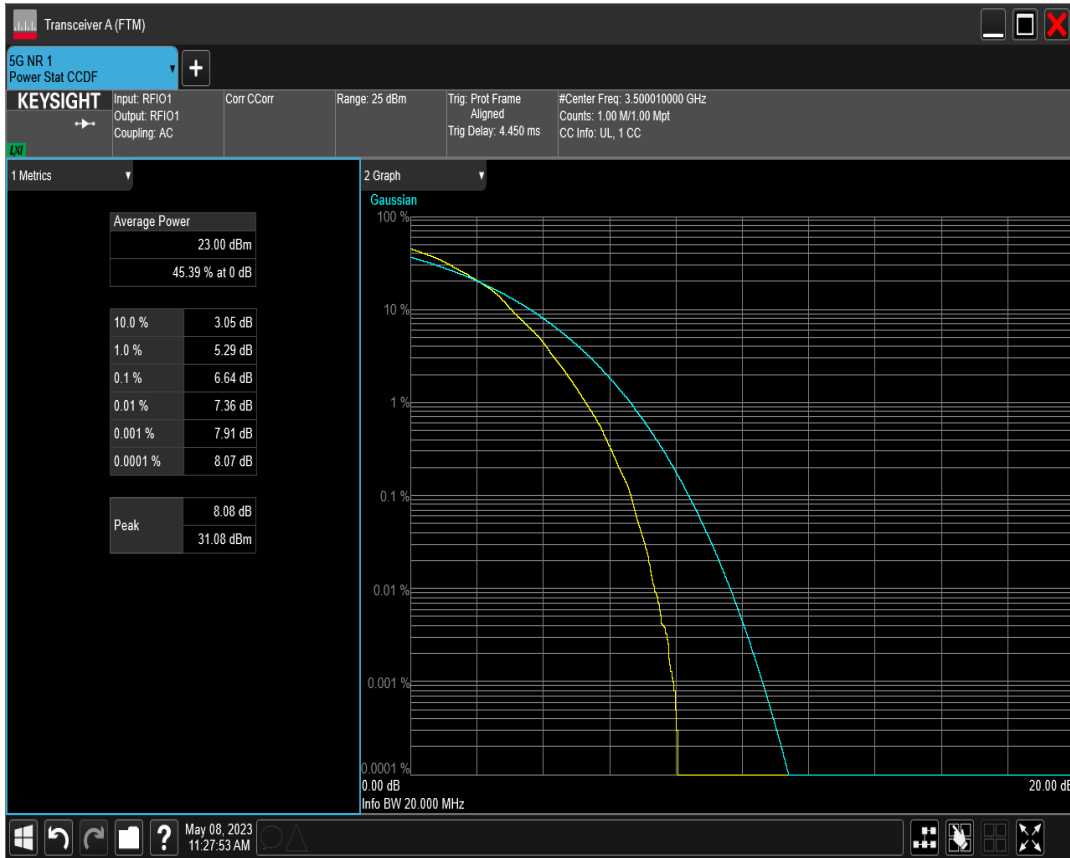 Transceiver A (FTM)
5G NR 1
Power Stat CCDF
+
KEYSIGHT
LXI
Input: RFIO1
Output: RFIO1
Coupling: AC
Corr CCorr
Range: 25 dBm
Trig: Prot Frame
Aligned
Trig Delay: 4.450 ms
#Center Freq: 3.500010000 GHz
Counts: 1.00 M/1.00 Mpt
CC Info: UL, 1 CC
1 Metrics
Average Power
23.00 dBm
45.39 % at 0 dB
10.0 % 3.05 dB
1.0 % 5.29 dB
0.1 % 6.64 dB
0.01 % 7.36 dB
0.001 % 7.91 dB
0.0001 % 8.07 dB
Peak
8.08 dB
31.08 dBm
2 Graph
Gaussian
100 %
10 %
1 %
0.1 %
0.01 %
0.001 %
0.0001 %
0.00 dB
20.00 dB
Info BW 20.000 MHz
?
May 08, 2023
11:27:53 AM